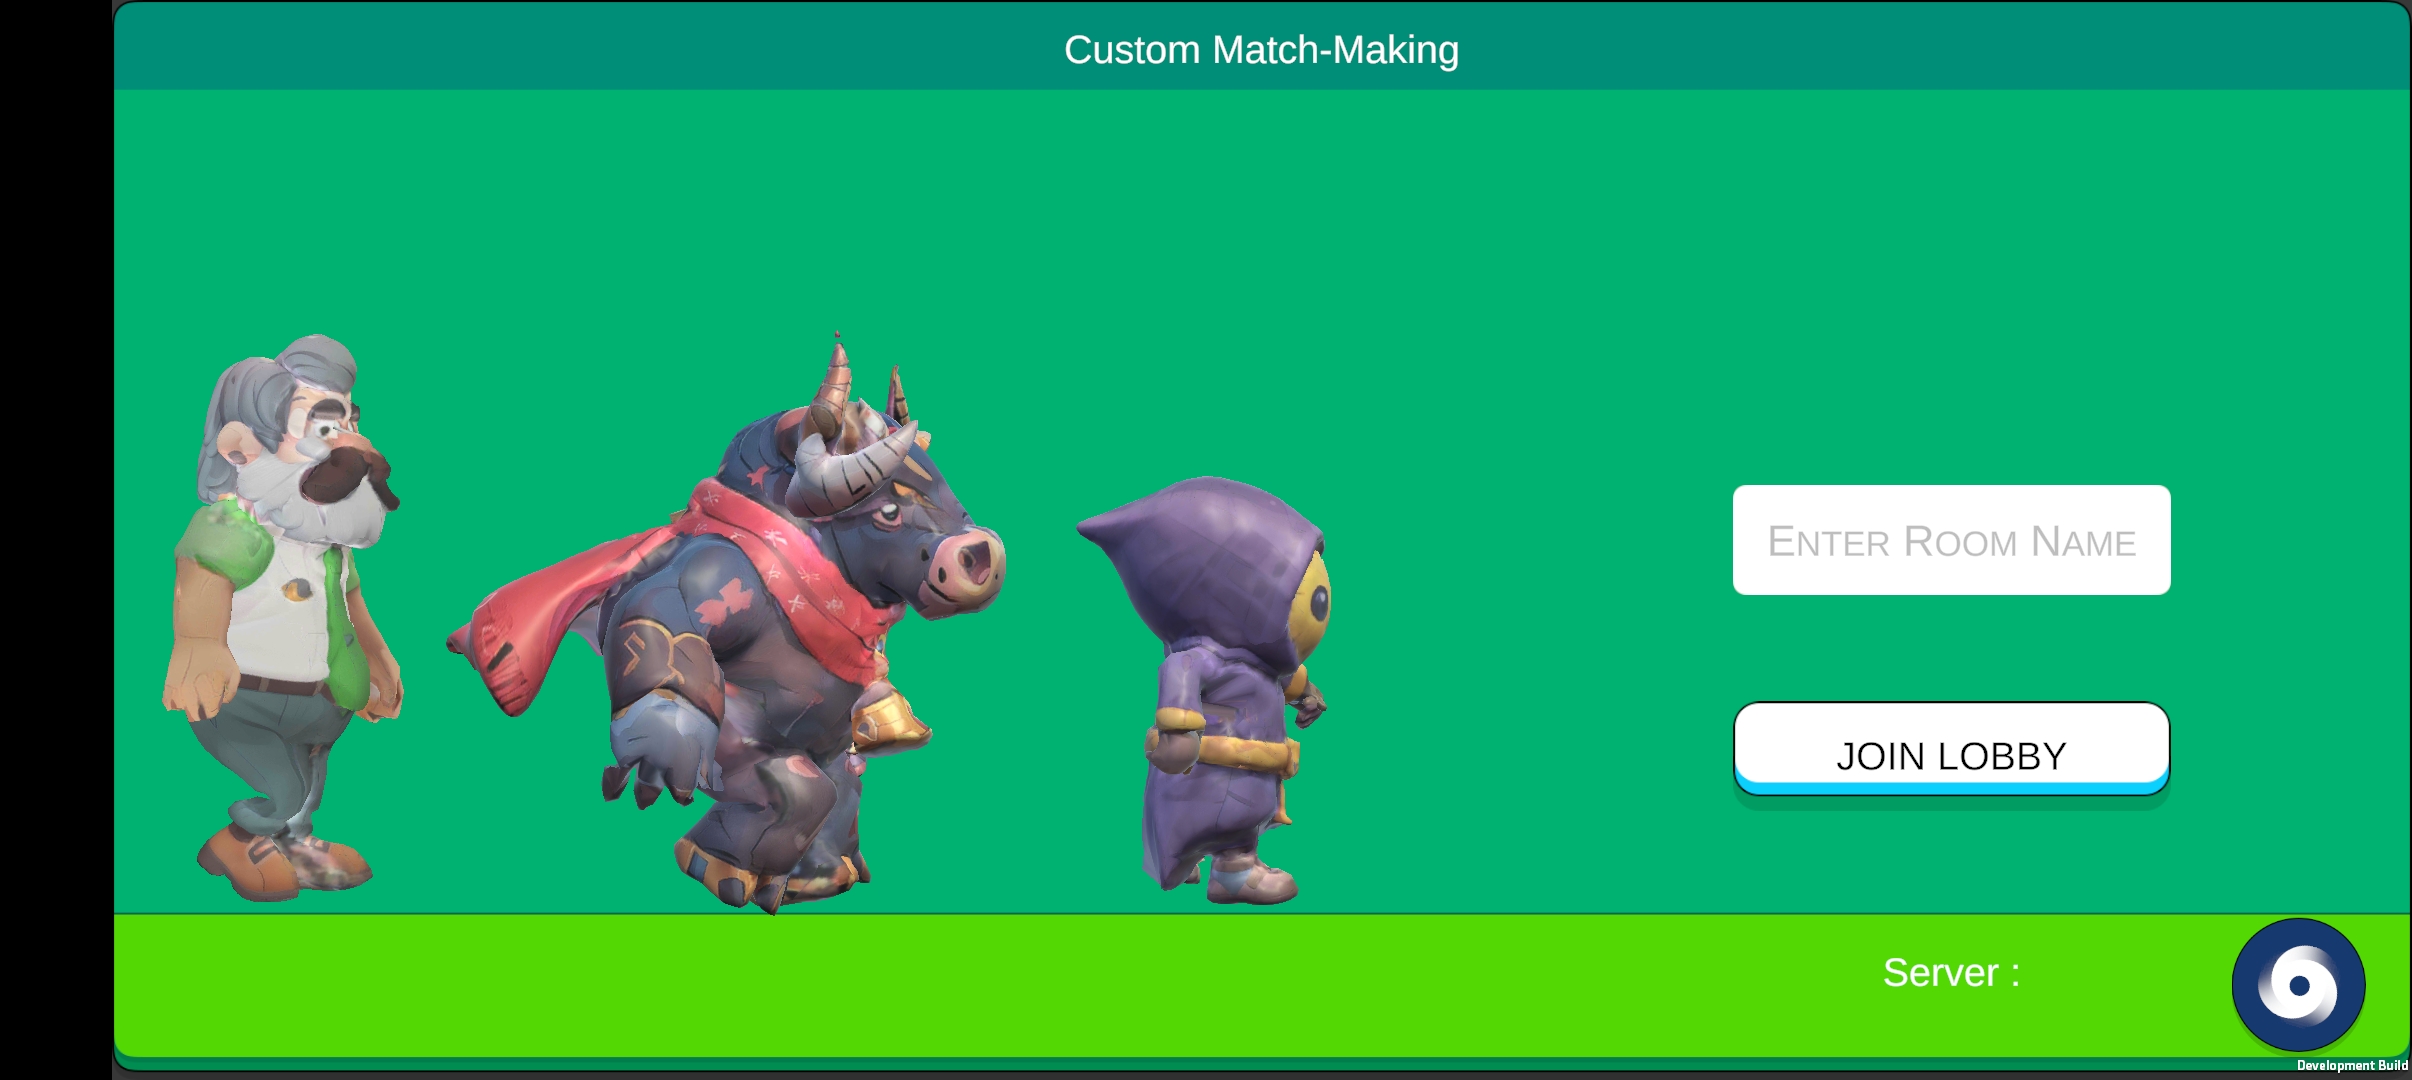 Custom Match-Making
ENTER ROOM NAME
JOIN LOBBY
Server :
Development Build